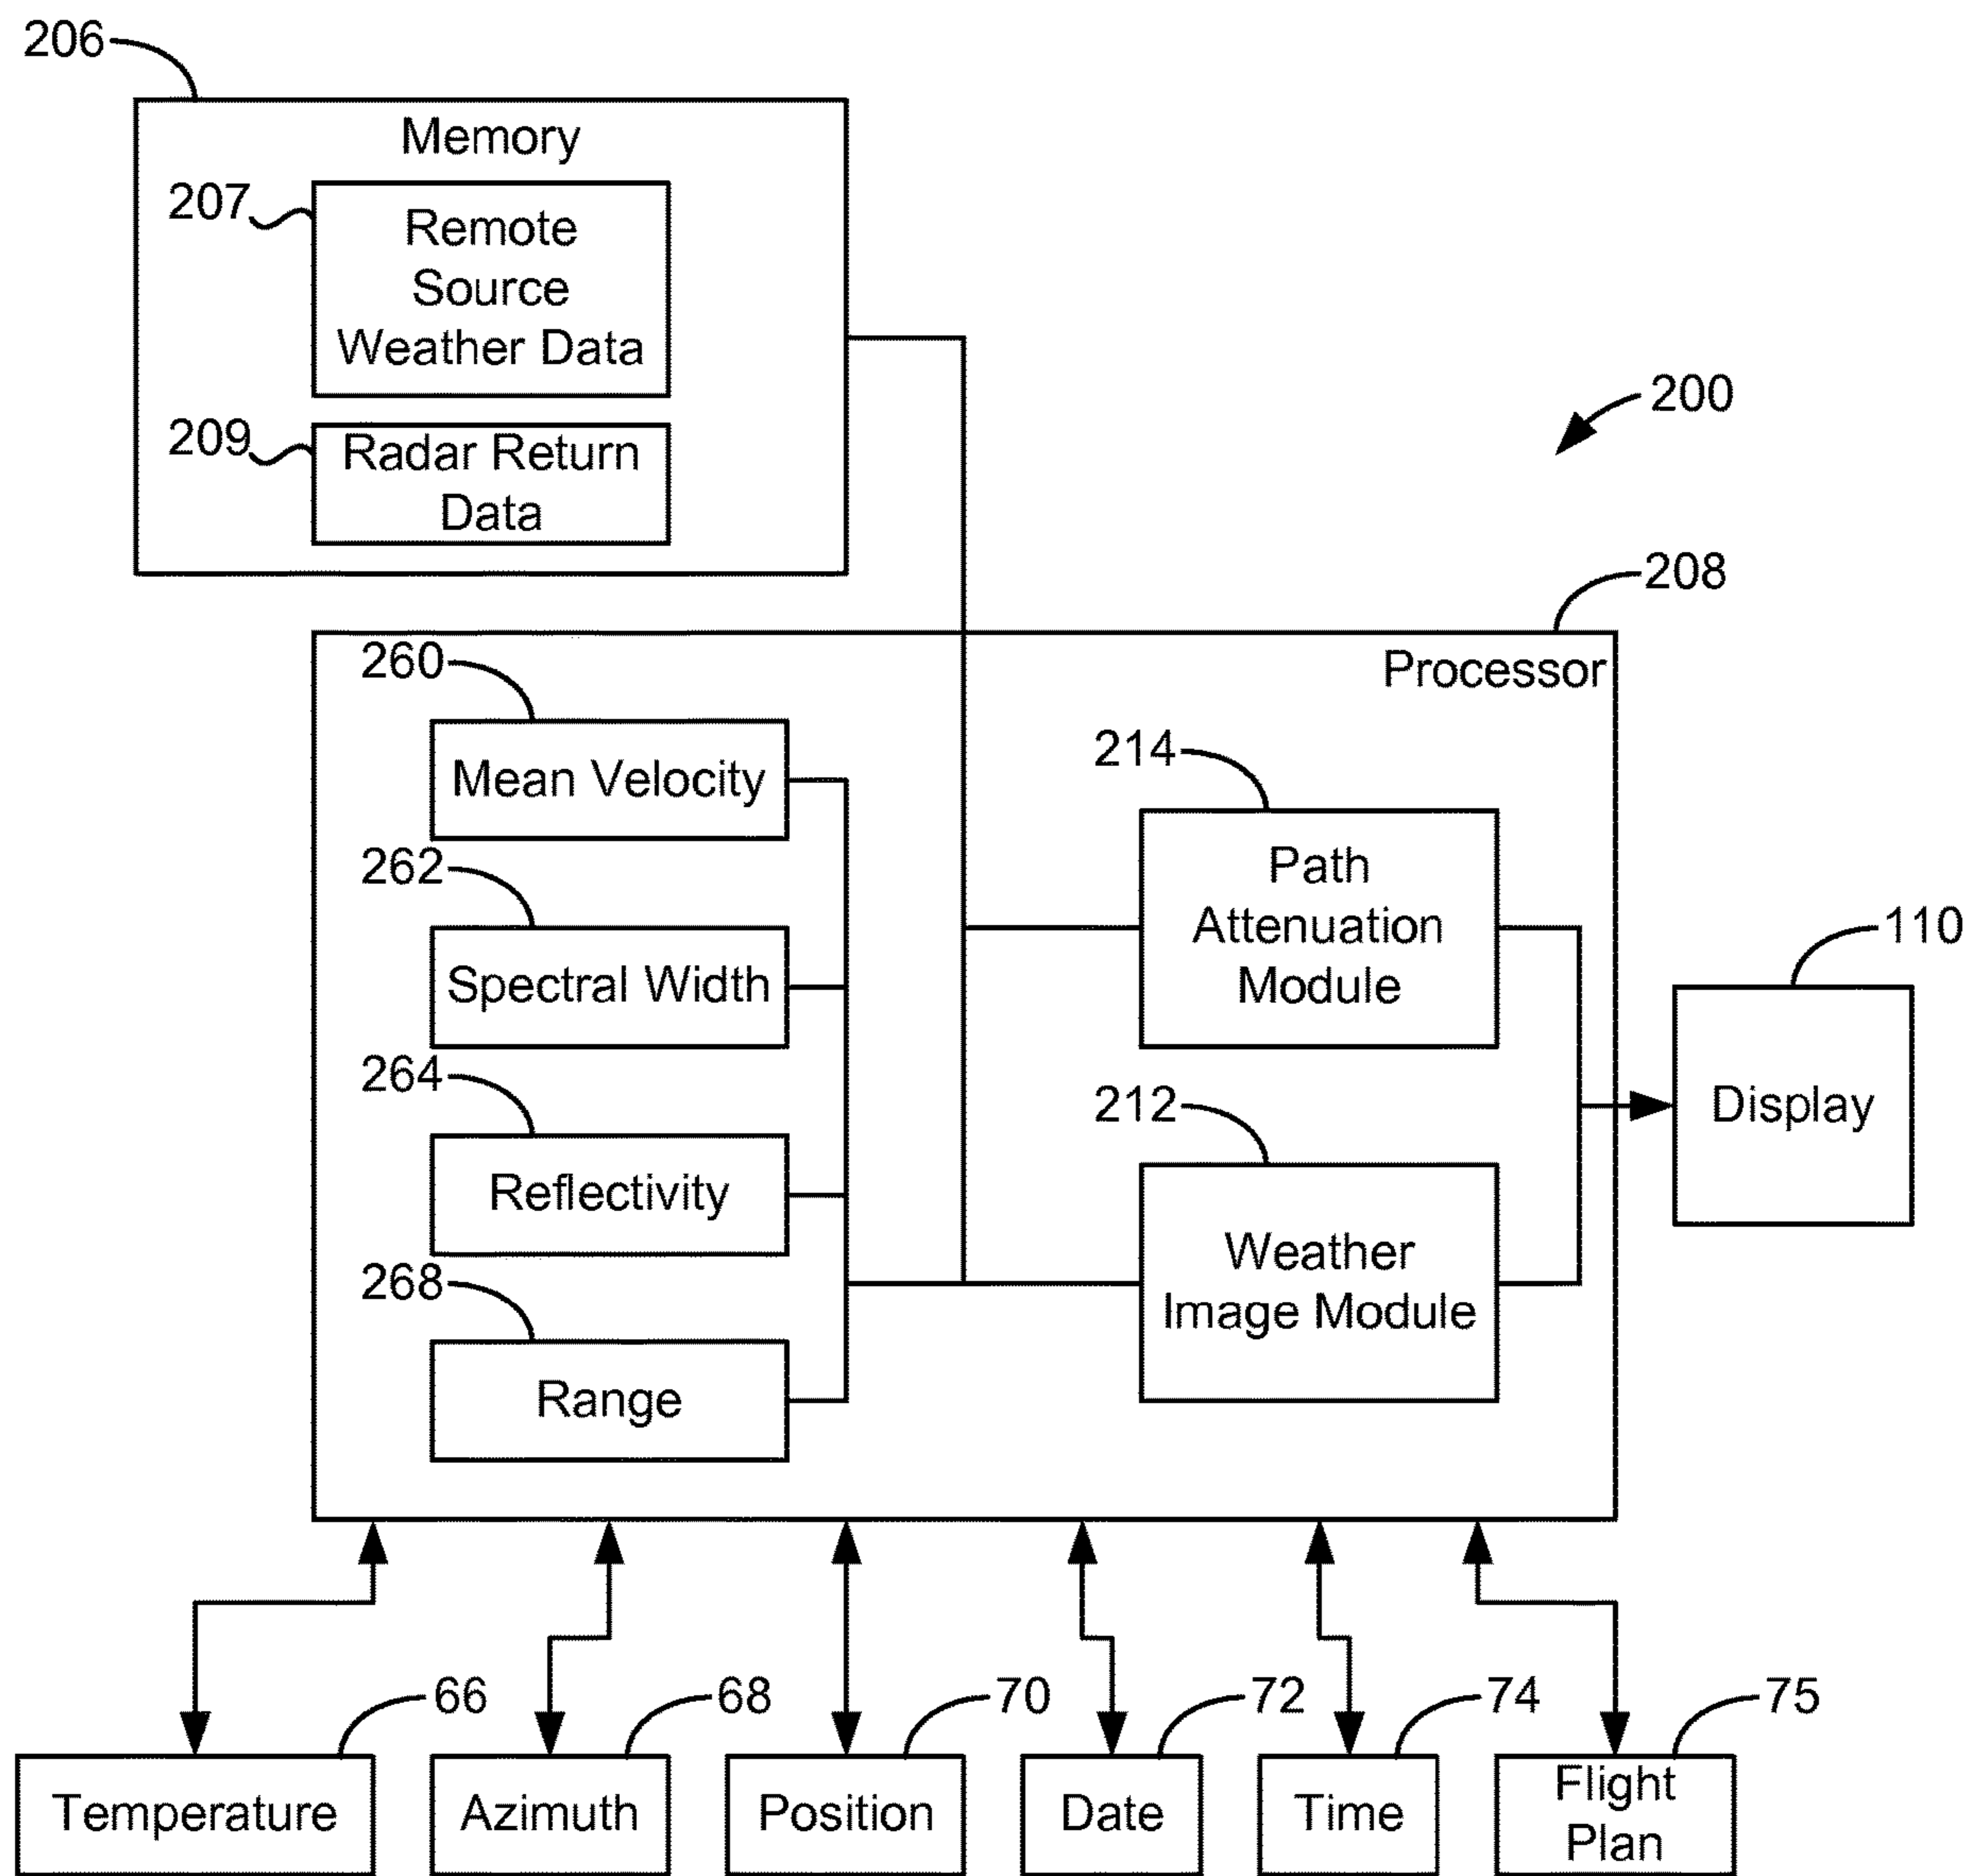 206
Memory
207
Remote
Source
Weather Data
209
Radar Return
Data
200
208
Processor
260
Mean Velocity
214
Path
Attenuation
Module
262
Spectral Width
110
Display
264
Reflectivity
212
Weather
Image Module
268
Range
66
68
70
72
74
75
Temperature
Azimuth
Position
Date
Time
Flight
Plan